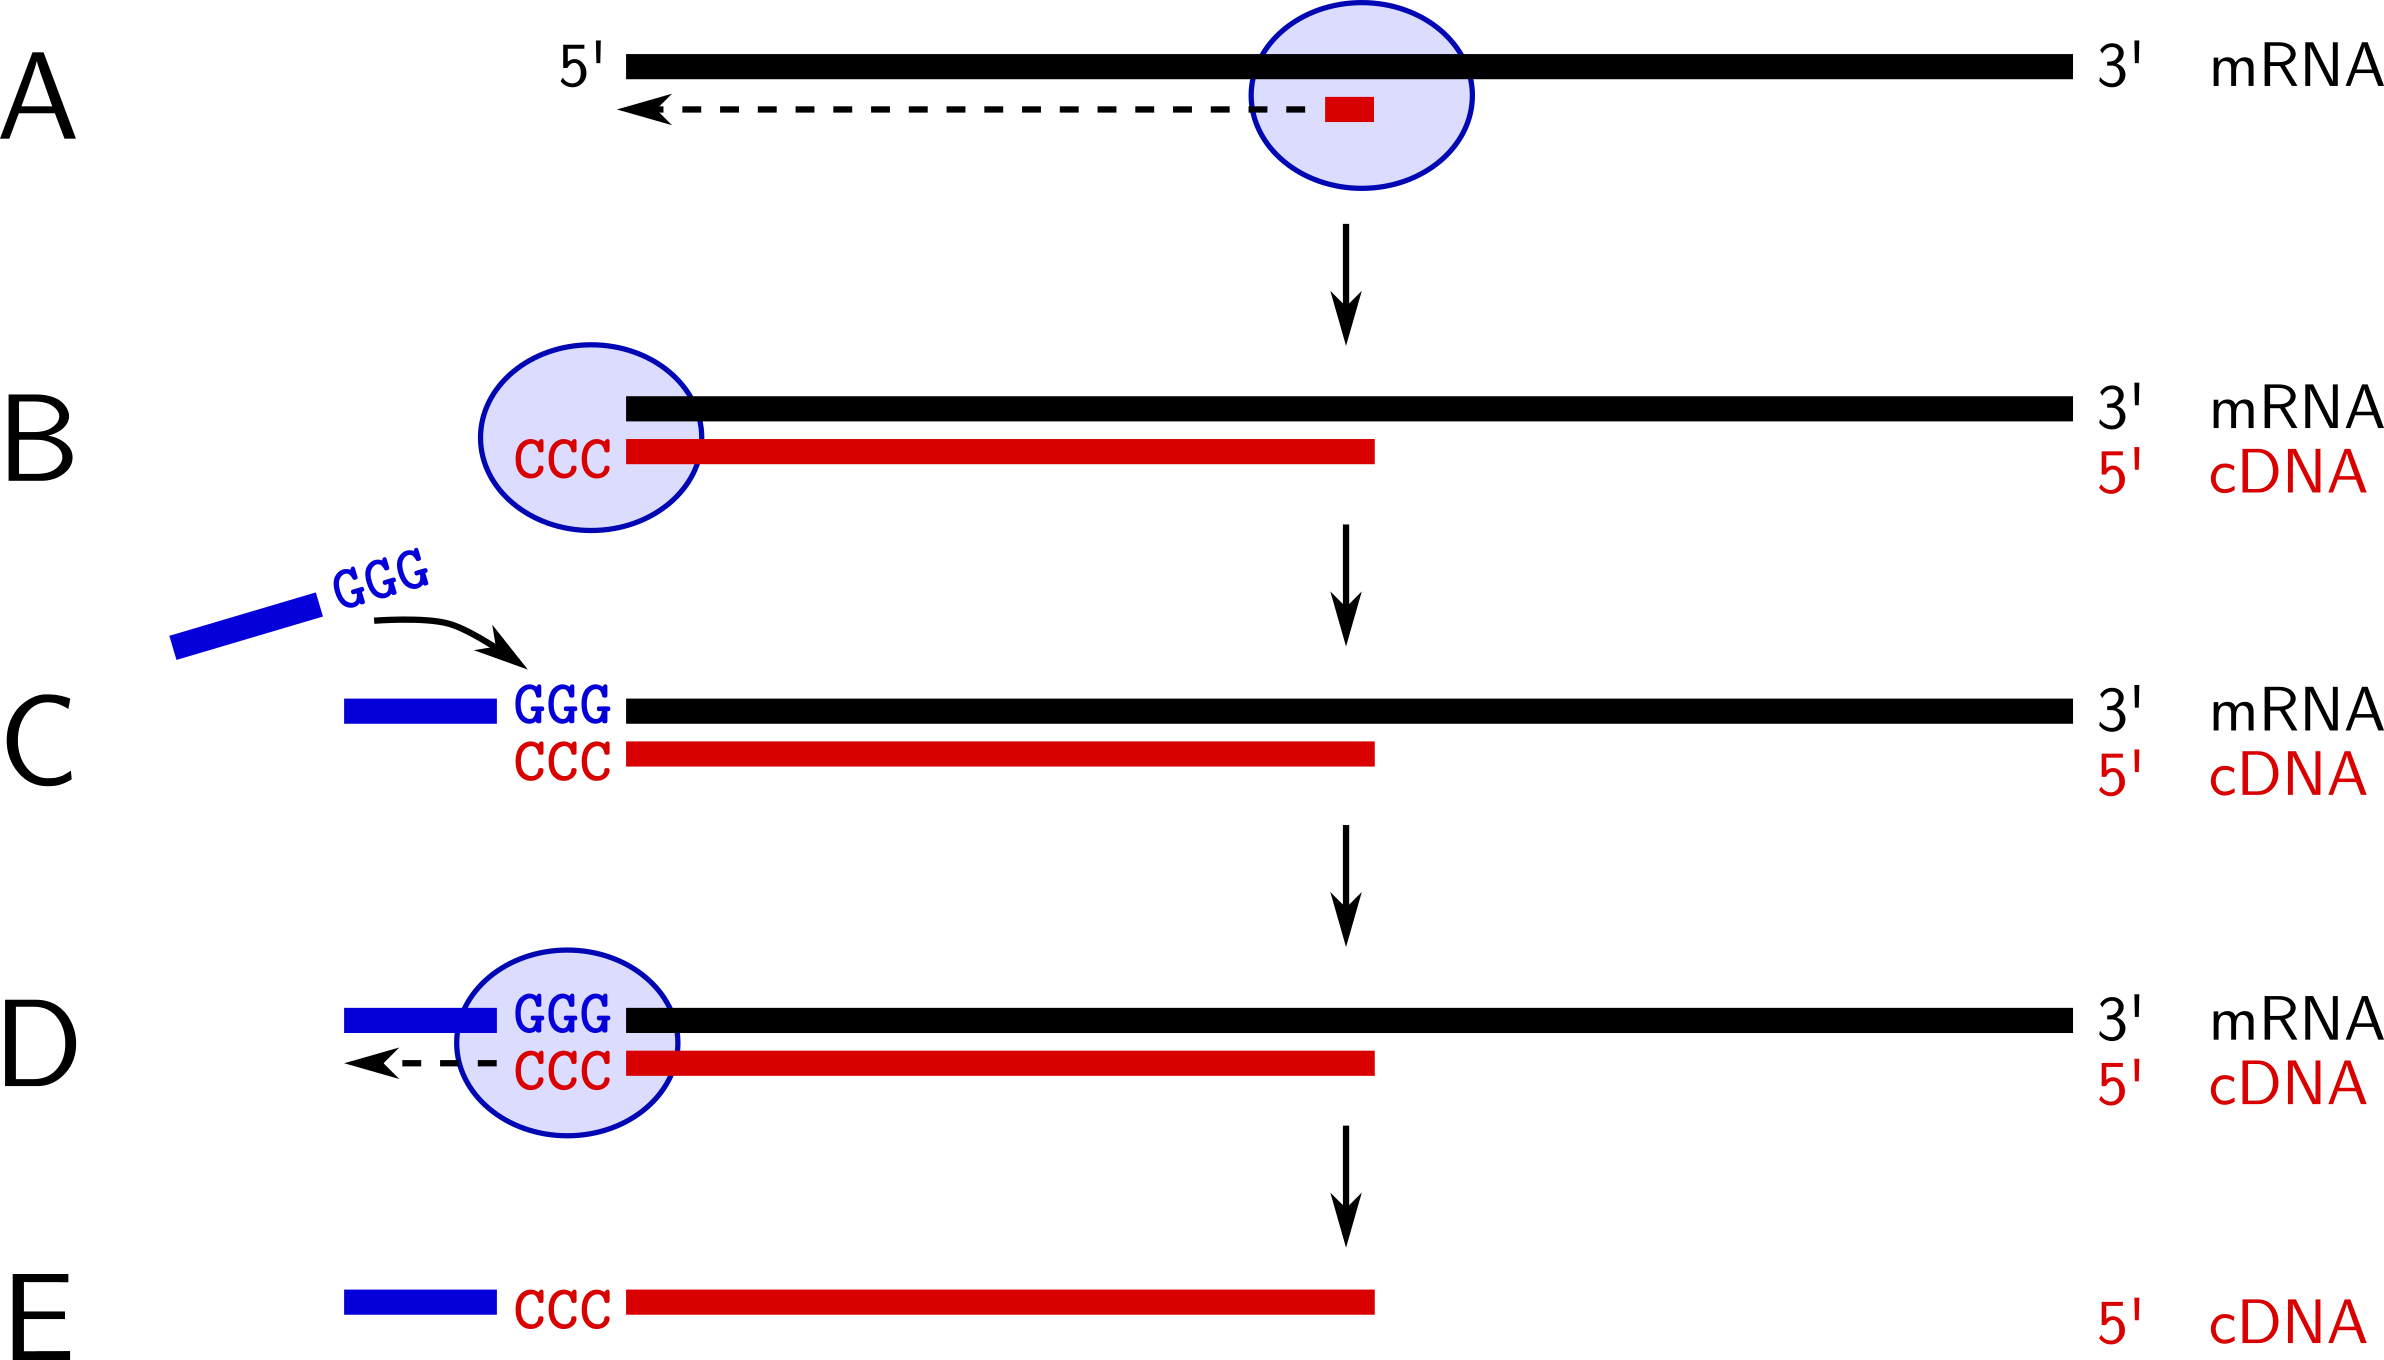 A 5' 3' mRNA
B 3' mRNA
CCC 5' cDNA
GGG
C GGG 3' mRNA
CCC 5' cDNA
D GGG 3' mRNA
CCC 5' cDNA
E CCC 5' cDNA